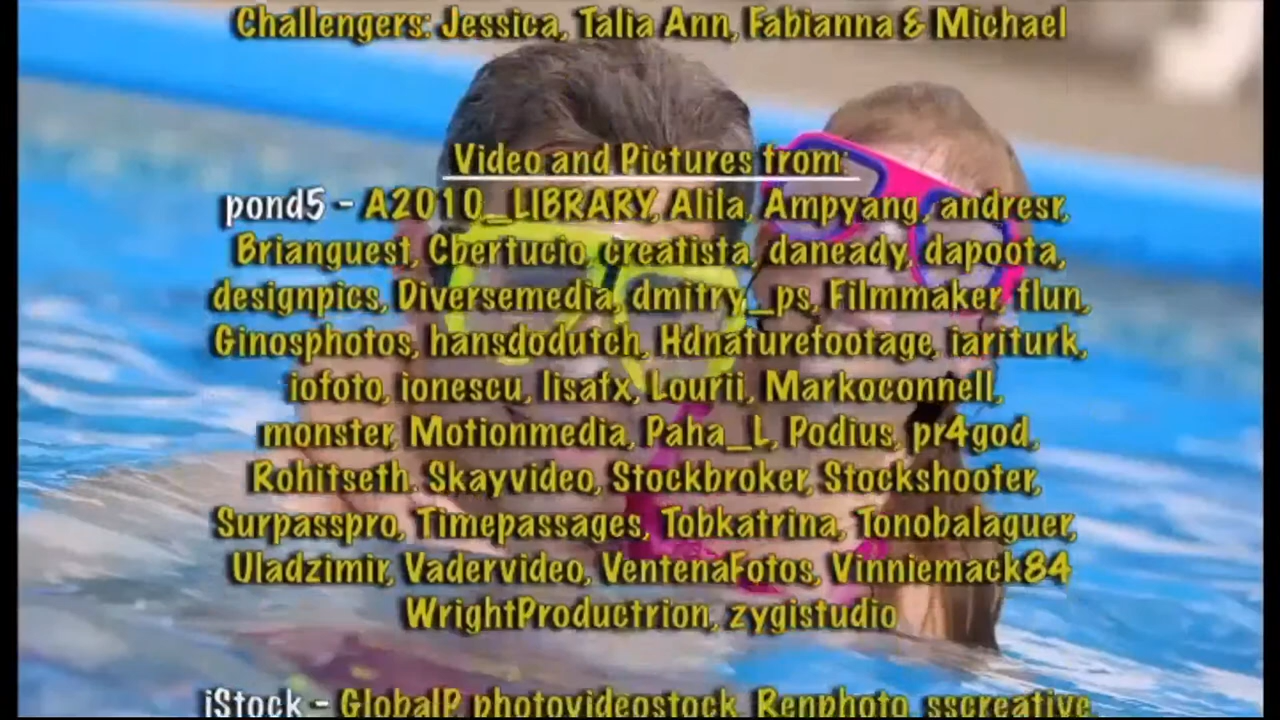 Challengers: Jessica, Talia Ann, Fabianna & Michael
Video and Pictures from:
pond5 - A2010_LIBRARY, Alila, Ampyang, andresr,
Brianguest, Cbertucio, creatista, daneady, dapoota,
designpics, Diversemedia, dmitry_ps, Filmmaker, flun,
Ginosphotos, hansdodutch, Hdnaturefootage, iariturk,
iofoto, ionescu, lisafx, Lourii, Markoconnell,
monster, Motionmedia, Paha_L, Podius, pr4god,
Rohitseth. Skayvideo, Stockbroker, Stockshooter,
Surpasspro, Timepassages, Tobkatrina, Tonobalaguer,
Uladzimir, Vadervideo, VentenaFotos, Vinniemack84
WrightProductrion, zygistudio
iStock - GlobalP, photovideostock, Renphoto, sscreative